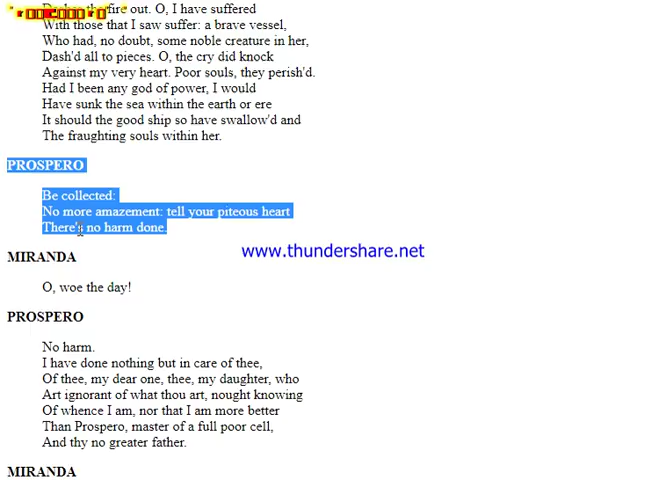 the fire out. O, I have suffered
With those that I saw suffer: a brave vessel,
Who had, no doubt, some noble creature in her,
Dash'd all to pieces. O, the cry did knock
Against my very heart. Poor souls, they perish'd.
Had I been any god of power, I would
Have sunk the sea within the earth or ere
It should the good ship so have swallow'd and
The fraughting souls within her.
PROSPERO
Be collected:
No more amazement: tell your piteous heart
There's no harm done.
www.thundershare.net
MIRANDA
O, woe the day!
PROSPERO
No harm.
I have done nothing but in care of thee,
Of thee, my dear one, thee, my daughter, who
Art ignorant of what thou art, nought knowing
Of whence I am, nor that I am more better
Than Prospero, master of a full poor cell,
And thy no greater father.
MIRANDA